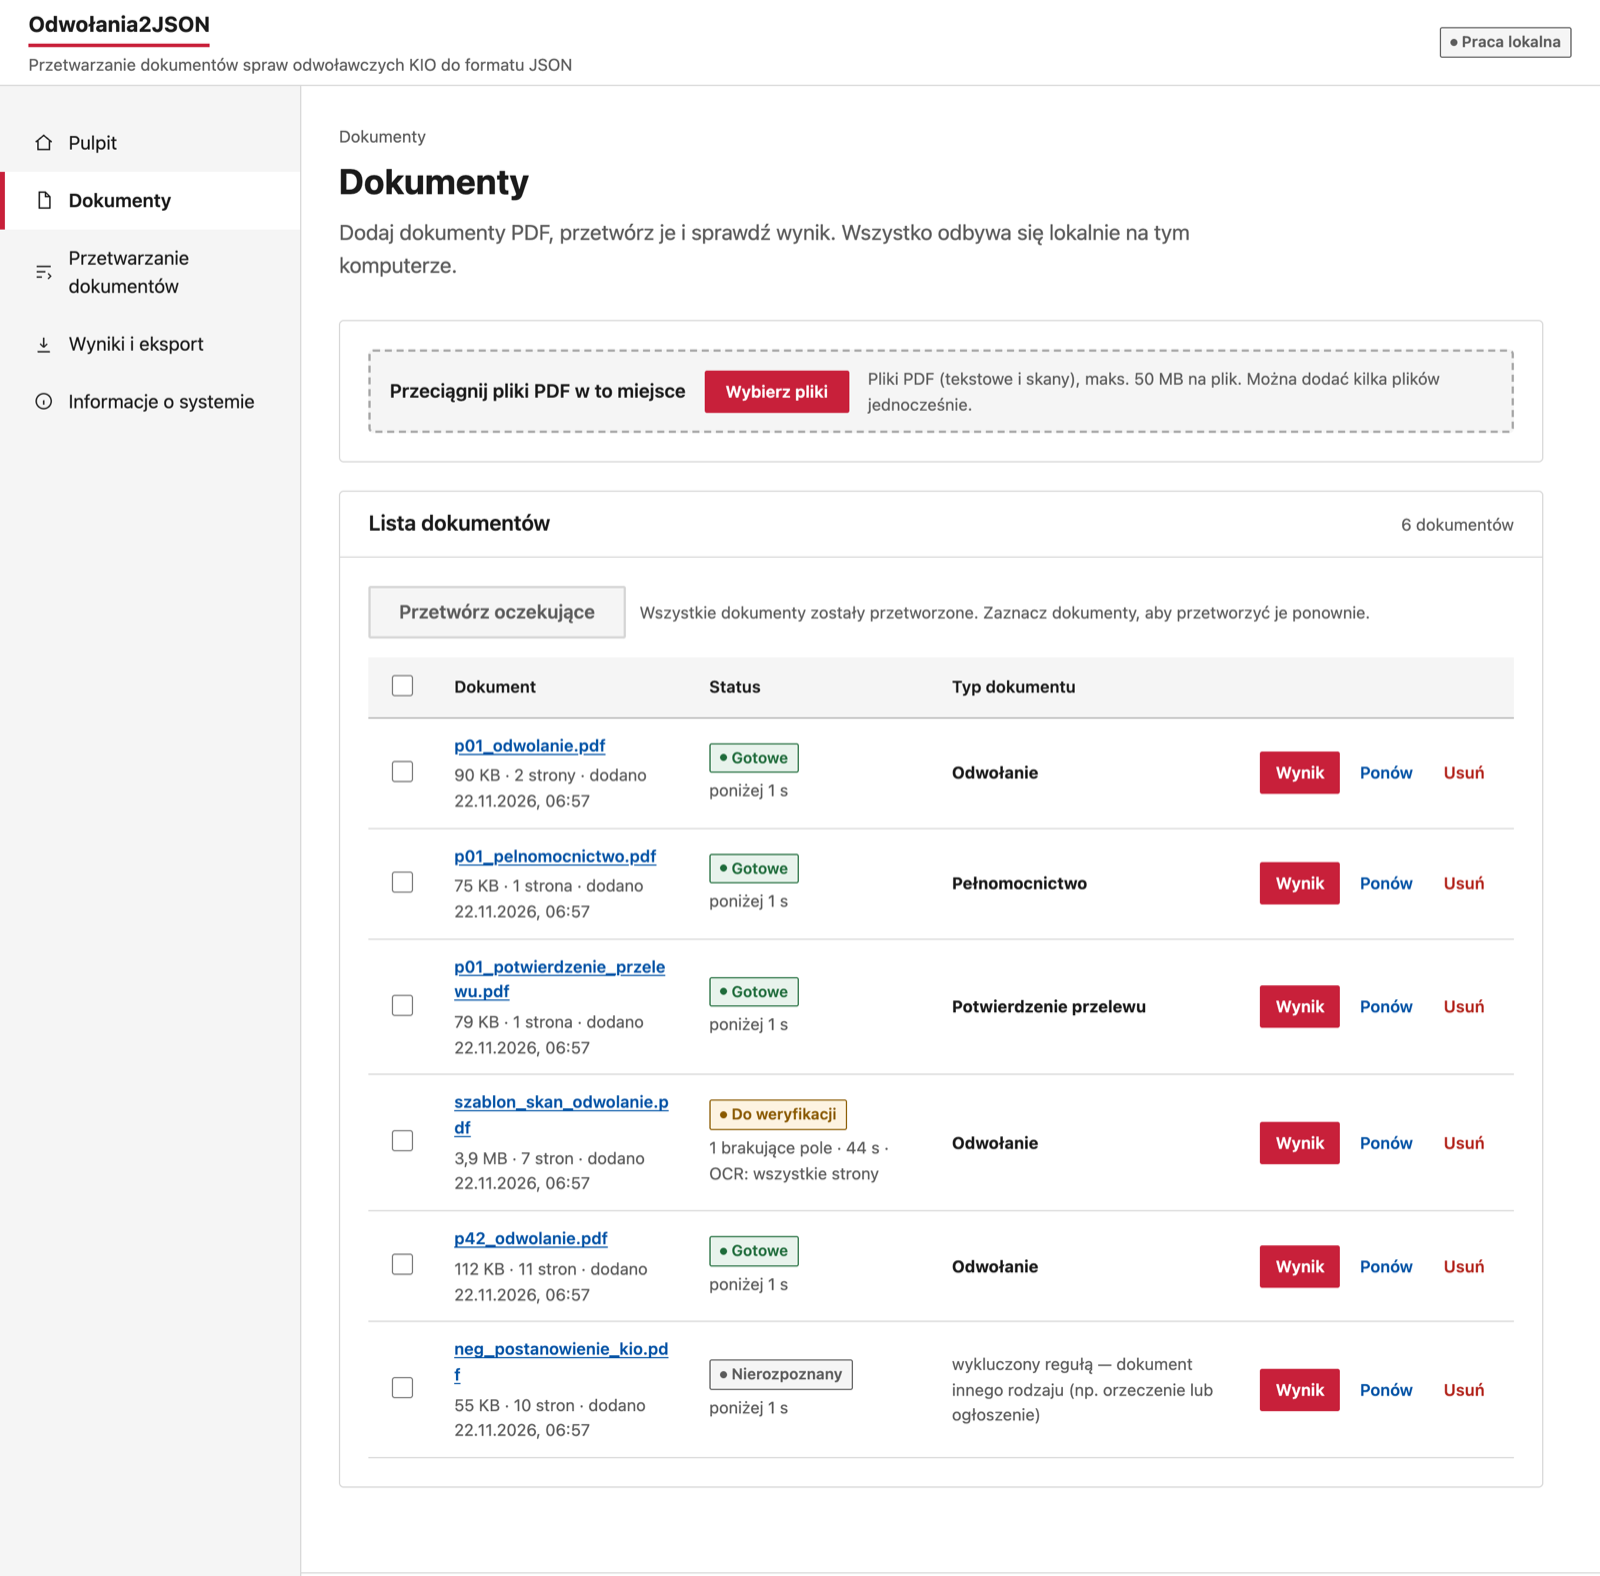 Odwołania2JSON
Przetwarzanie dokumentów spraw odwoławczych KIO do formatu JSON
Praca lokalna
Pulpit
Dokumenty
Przetwarzanie
dokumentów
Wyniki i eksport
Informacje o systemie
Dokumenty
Dokumenty
Dodaj dokumenty PDF, przetwórz je i sprawdź wynik. Wszystko odbywa się lokalnie na tym
komputerze.
Przeciągnij pliki PDF w to miejsce
Wybierz pliki
Pliki PDF (tekstowe i skany), maks. 50 MB na plik. Można dodać kilka plików
jednocześnie.
Lista dokumentów
6 dokumentów
Przetwórz oczekujące
Wszystkie dokumenty zostały przetworzone. Zaznacz dokumenty, aby przetworzyć je ponownie.
Dokument Status Typ dokumentu
p01_odwolanie.pdf
90 KB · 2 strony · dodano
22.11.2026, 06:57
Gotowe
poniżej 1 s
Odwołanie
Wynik Ponów Usuń
p01_pelnomocnictwo.pdf
75 KB · 1 strona · dodano
22.11.2026, 06:57
Gotowe
poniżej 1 s
Pełnomocnictwo
Wynik Ponów Usuń
p01_potwierdzenie_przele
wu.pdf
79 KB · 1 strona · dodano
22.11.2026, 06:57
Gotowe
poniżej 1 s
Potwierdzenie przelewu
Wynik Ponów Usuń
szablon_skan_odwolanie.p
df
3,9 MB · 7 stron · dodano
22.11.2026, 06:57
Do weryfikacji
1 brakujące pole · 44 s ·
OCR: wszystkie strony
Odwołanie
Wynik Ponów Usuń
p42_odwolanie.pdf
112 KB · 11 stron · dodano
22.11.2026, 06:57
Gotowe
poniżej 1 s
Odwołanie
Wynik Ponów Usuń
neg_postanowienie_kio.pd
f
55 KB · 10 stron · dodano
22.11.2026, 06:57
Nierozpoznany
poniżej 1 s
wykluczony regułą — dokument
innego rodzaju (np. orzeczenie lub
ogłoszenie)
Wynik Ponów Usuń